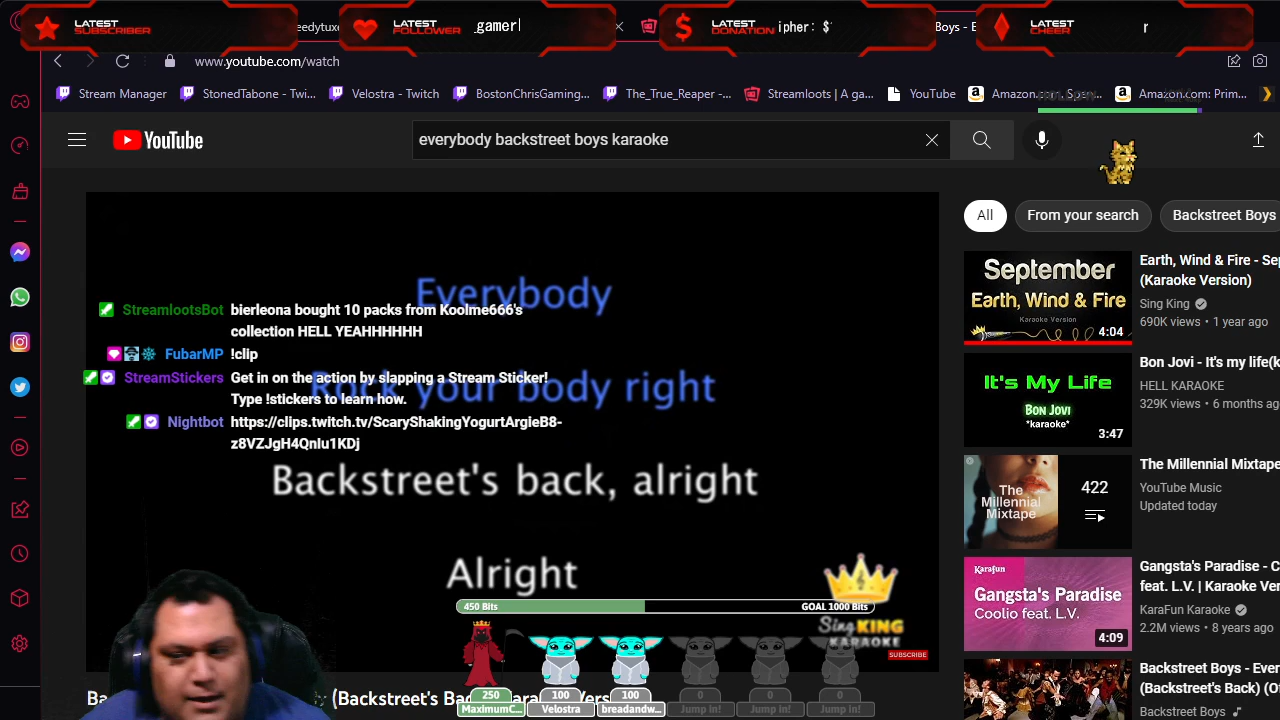 LATEST
SUBSCRIBER
eedytux
LATEST
FOLLOWER
gamerl
LATEST
DONATION
ipher: $
Boys - E
LATEST
CHEER
r
www.youtube.com/watch
Stream Manager
StonedTabone - Twi...
Velostra - Twitch
BostonChrisGaming...
The_True_Reaper -...
Streamloots | A ga...
YouTube
Amazon.com: Prim...
YouTube
everybody backstreet boys karaoke
All
From your search
Backstreet Boys
Everybody
StreamlootsBot bierleona bought 10 packs from Koolme666's
collection HELL YEAHHHHHH
FubarMP !clip
Rock your body right
StreamStickers Get in on the action by slapping a Stream Sticker!
Type !stickers to learn how.
Nightbot https://clips.twitch.tv/ScaryShakingYogurtArgieB8-
z8VZJgH4QnIu1KDj
Backstreet's back, alright
Alright
450 Bits
GOAL 1000 Bits
Sing KING
KARAOKE
SUBSCRIBE
250
MaximumC...
100
Velostra
100
breadandw...
0
Jump in!
0
Jump in!
0
Jump in!
(Backstreet's Ba
September
Earth, Wind & Fire
Karaoke Version
4:04
Earth, Wind & Fire - Sep
(Karaoke Version)
Sing King
690K views • 1 year ago
It's My Life
BON JOVI
*karaoke*
3:47
Bon Jovi - It's my life(k
HELL KARAOKE
329K views • 6 months ag
The
Millennial
Mixtape
422
The Millennial Mixtape
YouTube Music
Updated today
Karafun
Gangsta's Paradise
Coolio feat. L.V.
4:09
Gangsta's Paradise - C
feat. L.V. | Karaoke Ver
KaraFun Karaoke
2.2M views • 8 years ago
Backstreet Boys - Ever
(Backstreet's Back) (O
Backstreet Boys